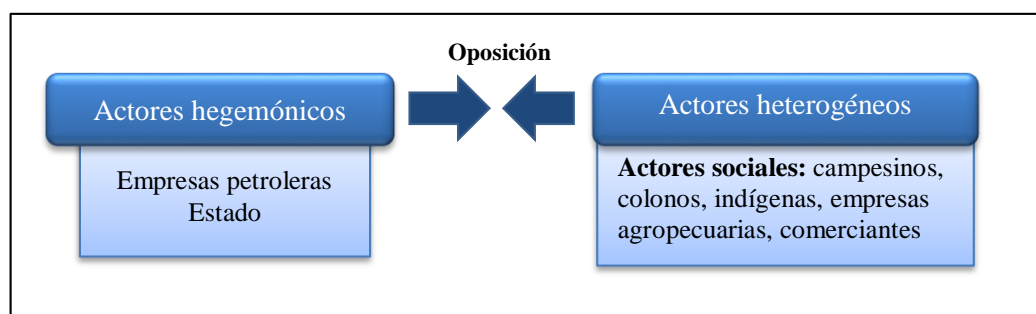 Oposición
Actores hegemónicos
Empresas petroleras
Estado
Actores heterogéneos
Actores sociales: campesinos,
colonos, indígenas, empresas
agropecuarias, comerciantes